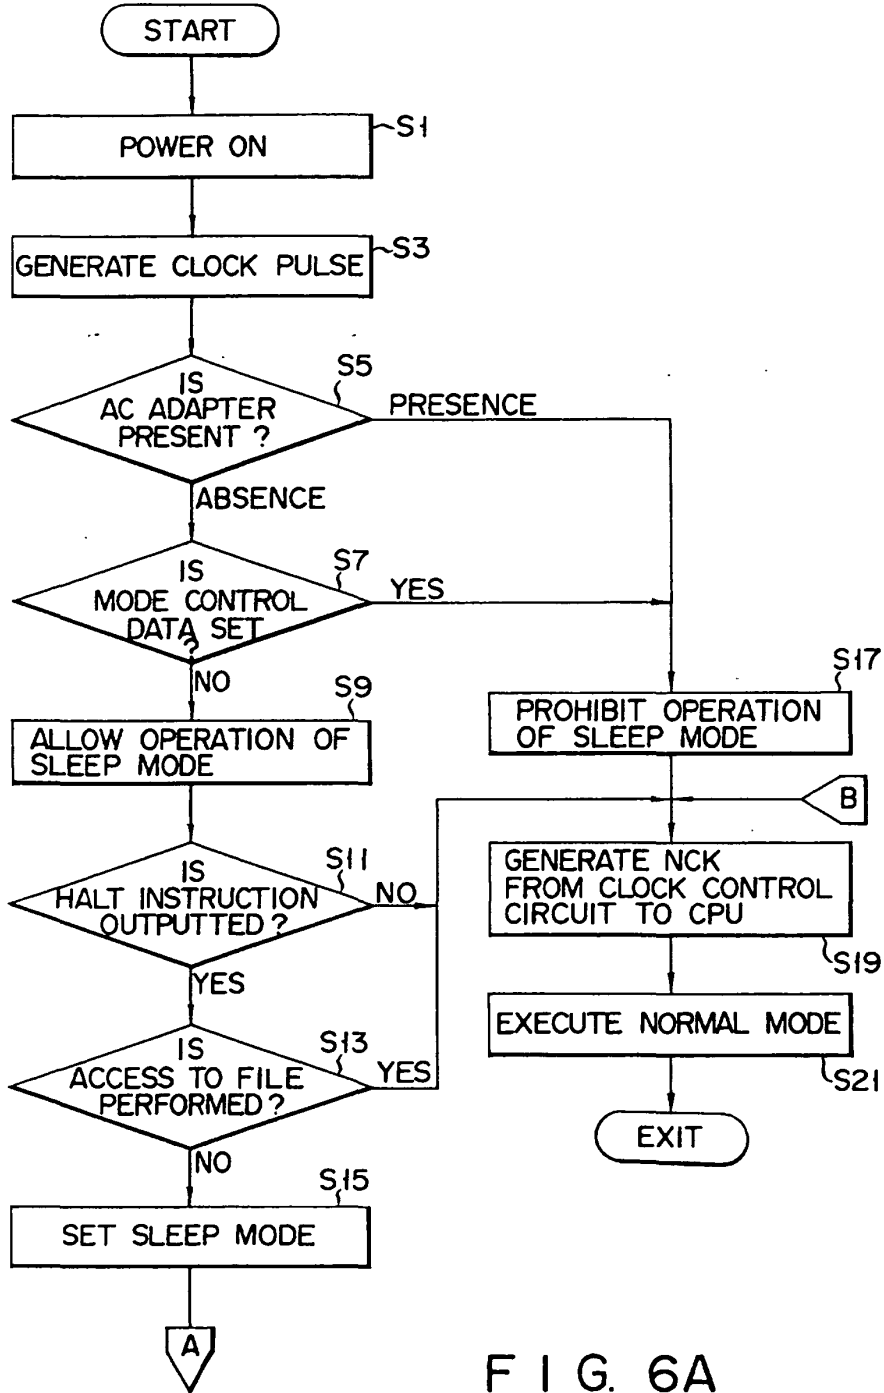 START
POWER ON
S1
GENERATE CLOCK PULSE
S3
IS
AC ADAPTER
PRESENT ?
S5
PRESENCE
ABSENCE
IS
MODE CONTROL
DATA SET
?
S7
YES
NO
ALLOW OPERATION OF
SLEEP MODE
S9
IS
HALT INSTRUCTION
OUTPUTTED ?
S11
NO
YES
IS
ACCESS TO FILE
PERFORMED ?
S13
YES
NO
SET SLEEP MODE
S15
A
PROHIBIT OPERATION
OF SLEEP MODE
S17
B
GENERATE NCK
FROM CLOCK CONTROL
CIRCUIT TO CPU
S19
EXECUTE NORMAL MODE
S21
EXIT
FIG. 6A